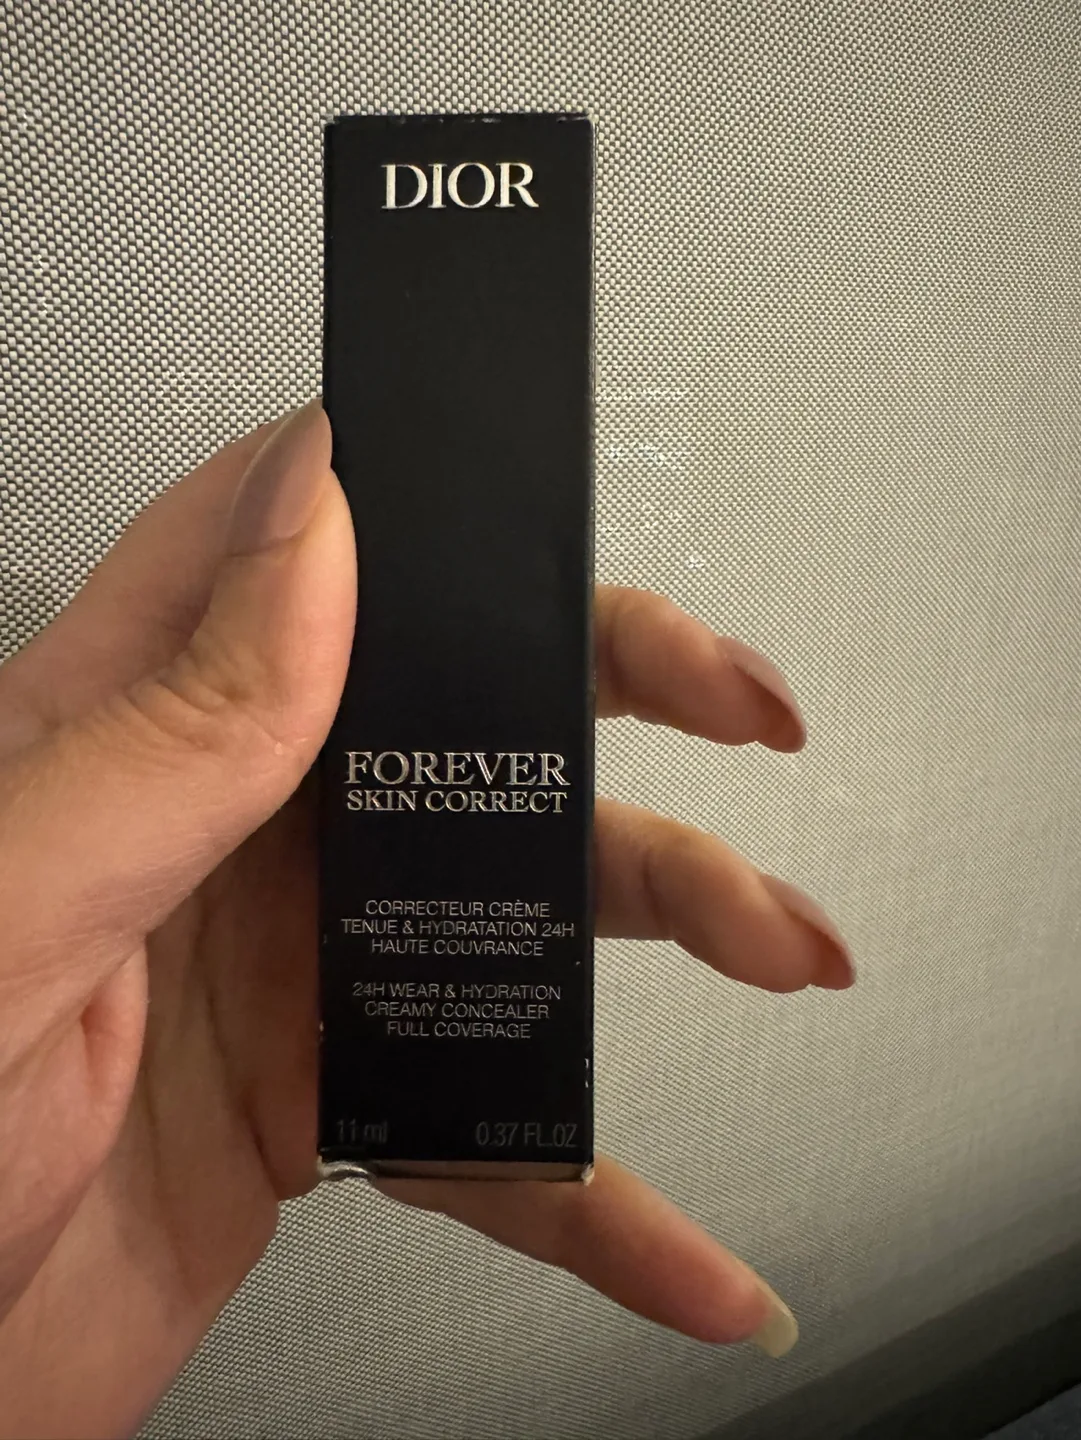 DIOR
FOREVER
SKIN CORRECT
CORRECTEUR CRÈME
TENUE & HYDRATATION 24H
HAUTE COUVRANCE
24H WEAR & HYDRATION
CREAMY CONCEALER
FULL COVERAGE
11 ml 0.37 FL.OZ